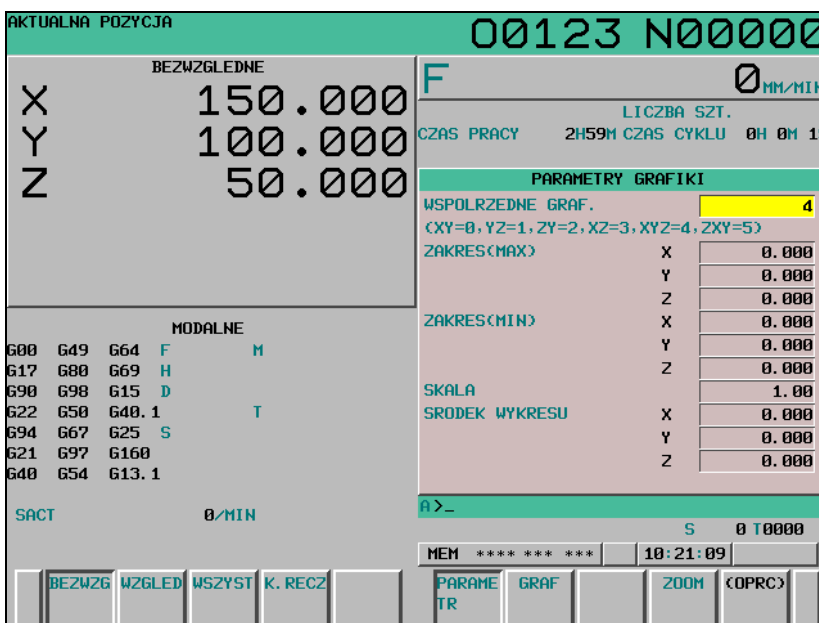 AKTUALNA POZYCJA
O0123 N00000
BEZWZGLEDNE
X 150.000
Y 100.000
Z 50.000
F 0 MM/MIN
LICZBA SZT.
CZAS PRACY 2H59M CZAS CYKLU 0H 0M 1
PARAMETRY GRAFIKI
WSPOLRZEDNE GRAF. 4
(XY=0,YZ=1,ZY=2,XZ=3,XYZ=4,ZXY=5)
ZAKRES(MAX) X 0.000
Y 0.000
Z 0.000
ZAKRES(MIN) X 0.000
Y 0.000
Z 0.000
SKALA 1.00
SRODEK WYKRESU X 0.000
Y 0.000
Z 0.000
MODALNE
G00 G49 G64 F M
G17 G80 G69 H
G90 G98 G15 D
G22 G50 G40.1 T
G94 G67 G25 S
G21 G97 G160
G40 G54 G13.1
SACT 0/MIN
A>_
S 0 T0000
MEM **** *** *** 10:21:09
BEZWZG WZGLED WSZYST K.RECZ
PARAME
TR GRAF ZOOM (OPRC)